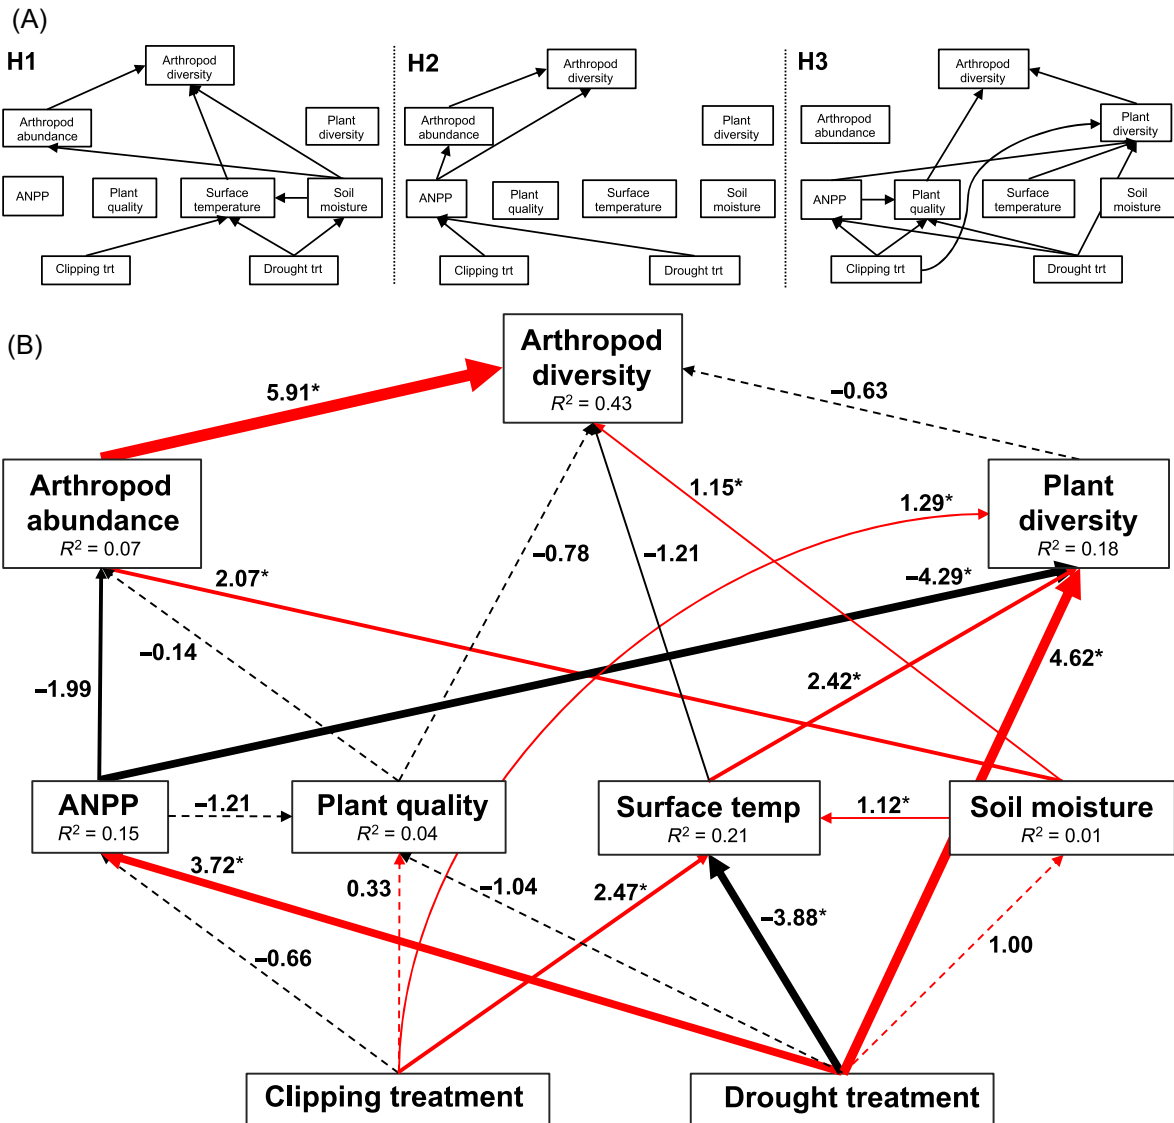 (A)
H1
Arthropod
diversity
Arthropod
abundance
Plant
diversity
ANPP
Plant
quality
Surface
temperature
Soil
moisture
Clipping trt
Drought trt
H2
Arthropod
diversity
Arthropod
abundance
Plant
diversity
ANPP
Plant
quality
Surface
temperature
Soil
moisture
Clipping trt
Drought trt
H3
Arthropod
diversity
Arthropod
abundance
Plant
diversity
ANPP
Plant
quality
Surface
temperature
Soil
moisture
Clipping trt
Drought trt
(B)
Arthropod
diversity
R² = 0.43
5.91*
−0.63
Arthropod
abundance
R² = 0.07
Plant
diversity
R² = 0.18
1.15*
1.29*
−0.78
−1.21
2.07*
−4.29*
−0.14
−1.99
4.62*
2.42*
ANPP
R² = 0.15
−1.21
Plant quality
R² = 0.04
Surface temp
R² = 0.21
1.12*
Soil moisture
R² = 0.01
3.72*
0.33
−1.04
2.47*
−3.88*
1.00
−0.66
Clipping treatment
Drought treatment